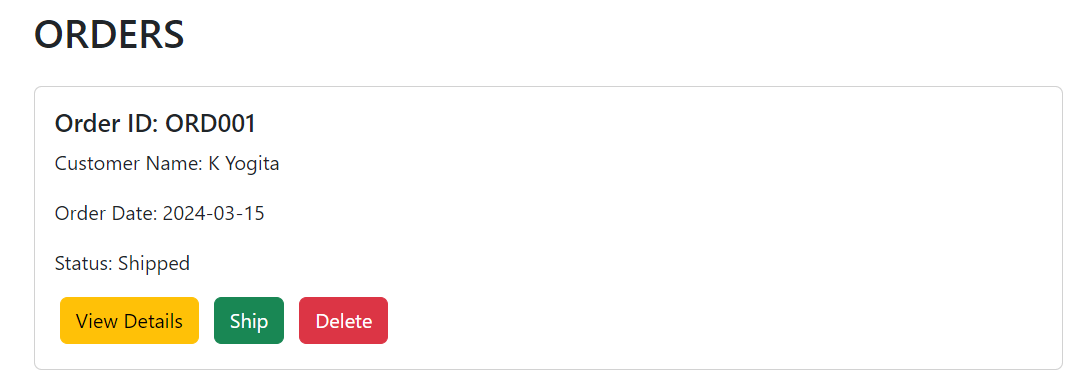 ORDERS
Order ID: ORD001
Customer Name: K Yogita
Order Date: 2024-03-15
Status: Shipped
View Details Ship Delete